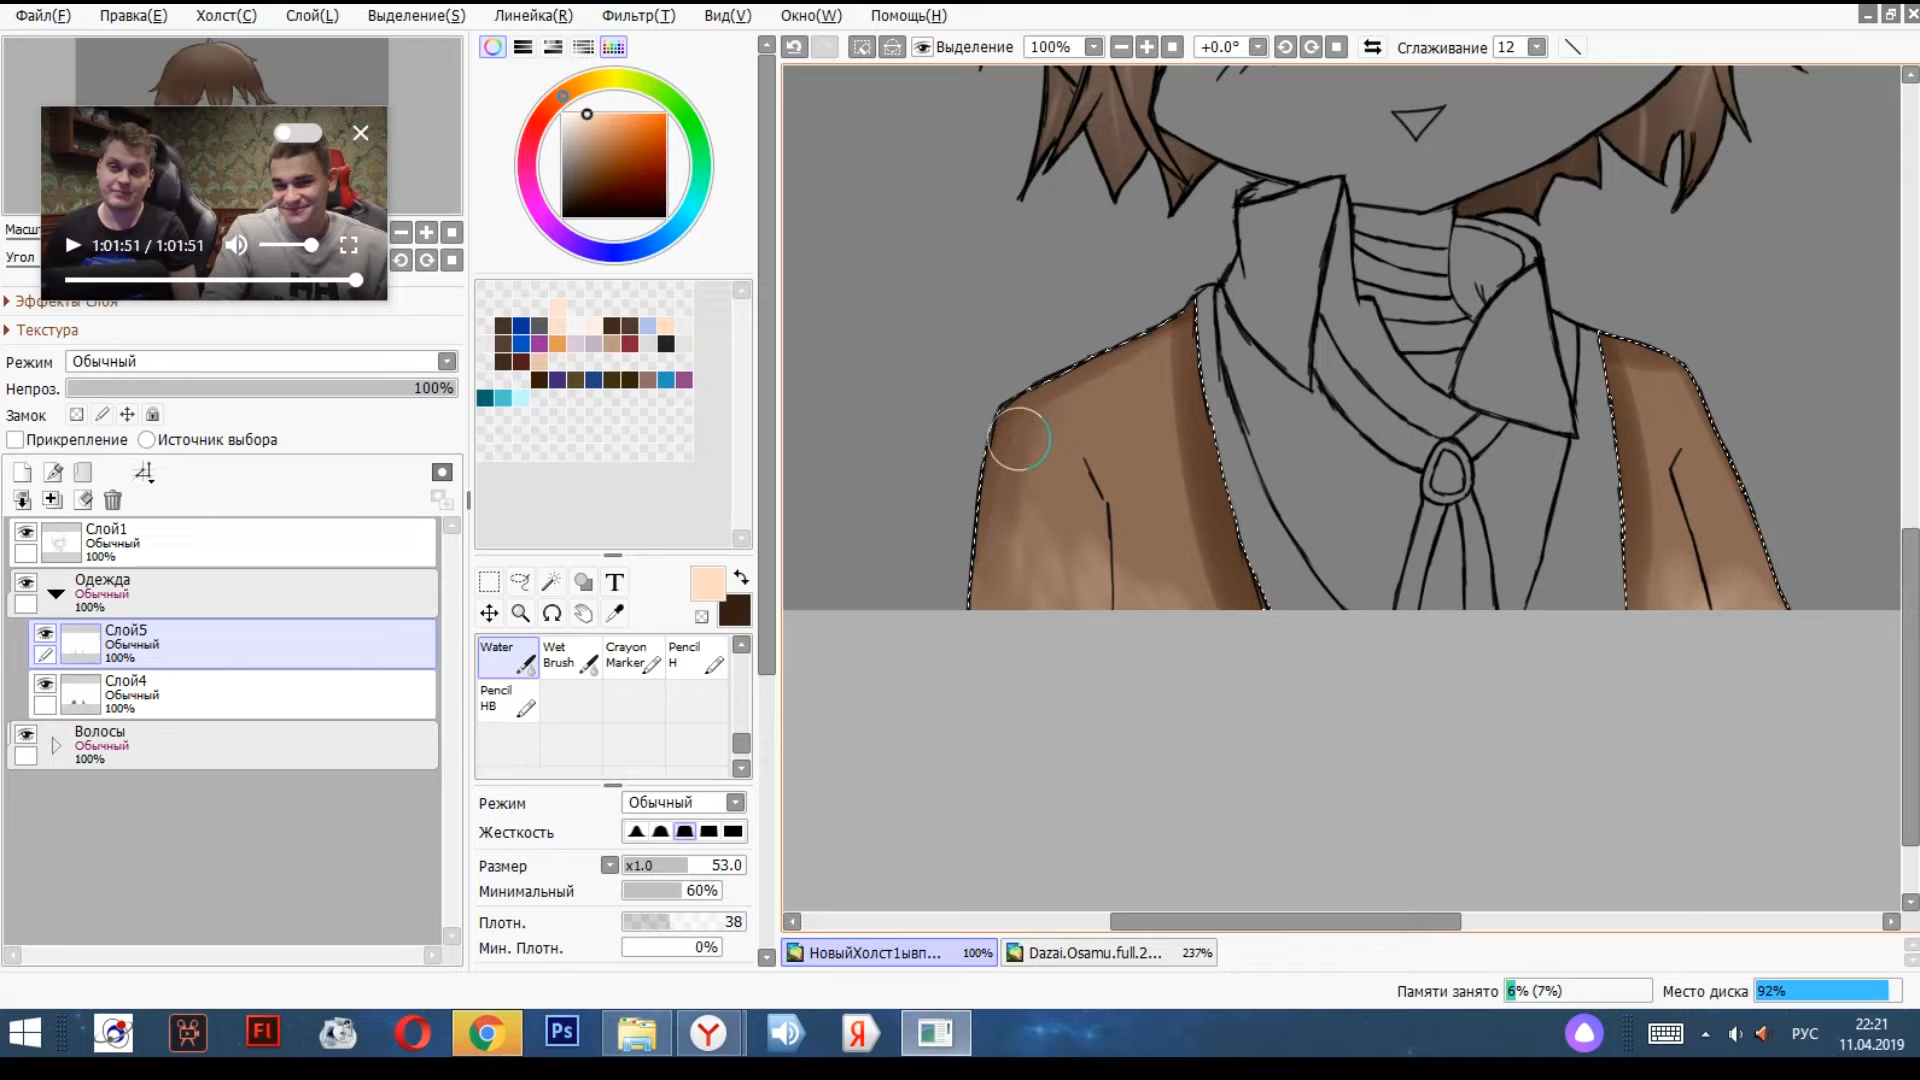 Файл(F) Правка(E) Холст(C) Слой(L) Выделение(S) Линейка(R) Фильтр(T) Вид(V) Окно(W) Помощь(H)
Выделение 100% +0.0° Сглаживание 12
1:01:51 / 1:01:51
Угол
Текстура
Режим Обычный
Непроз. 100%
Замок
Прикрепление Источник выбора
Слой1
Обычный
100%
Одежда
Обычный
100%
Слой5
Обычный
100%
Слой4
Обычный
100%
Волосы
Обычный
100%
T
Water
Wet Brush
Crayon Marker
Pencil H
Pencil HB
Режим Обычный
Жесткость
Размер x1.0 53.0
Минимальный 60%
Плотн. 38
Мин. Плотн. 0%
НовыйХолст1ывп... 100% Dazai.Osamu.full.2... 237%
Памяти занято 6% (7%) Место диска 92%
Fl Ps Y Я РУС
22:21
11.04.2019